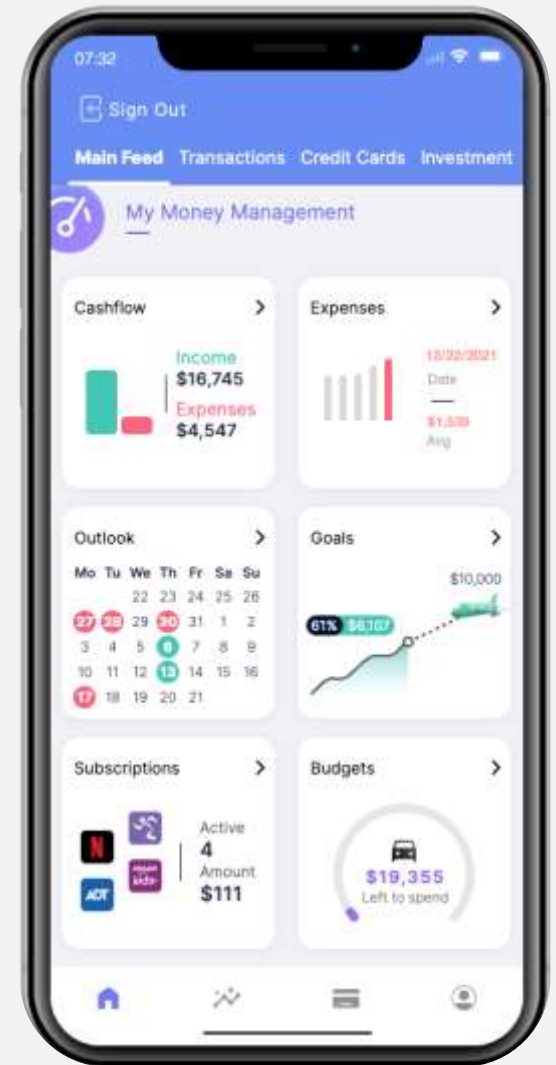 07:32
Sign Out
Main Feed Transactions Credit Cards Investment
My Money Management
Cashflow
Income
$16,745
Expenses
$4,547
Expenses
12/22/2021
Date
$1,539
Avg
Outlook
Mo Tu We Th Fr Sa Su
22 23 24 25 26
27 28 29 30 31 1 2
3 4 5 6 7 8 9
10 11 12 13 14 15 16
17 18 19 20 21
Goals
$10,000
61% $6,107
Subscriptions
N
ADT
kids+
Active
4
Amount
$111
Budgets
$19,355
Left to spend